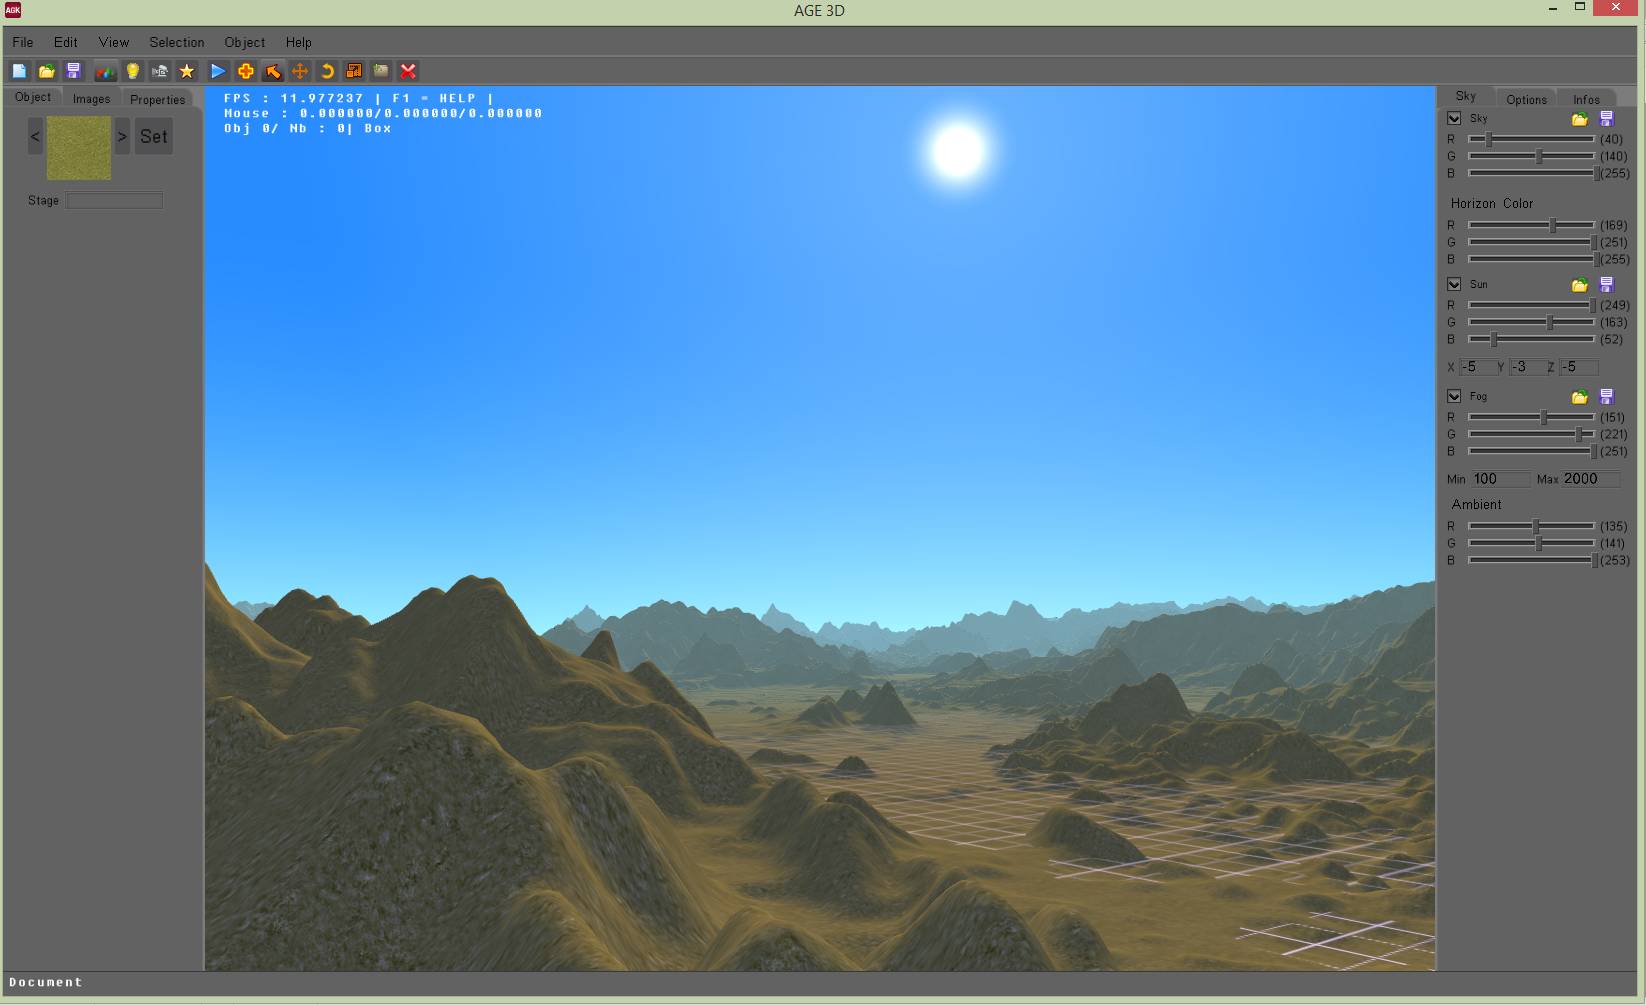 AGK
AGE 3D
File Edit View Selection Object Help
Object Images Properties
< > Set
Stage
FPS : 11.977237 | F1 = HELP |
Mouse : 0.000000/0.000000/0.000000
Obj 0/ Nb : 0| Box
Sky Options Infos
Sky
R (40)
G (140)
B (255)
Horizon Color
R (169)
G (251)
B (255)
Sun
R (249)
G (163)
B (52)
X -5 Y -3 Z -5
Fog
R (151)
G (221)
B (251)
Min 100 Max 2000
Ambient
R (135)
G (141)
B (253)
Document